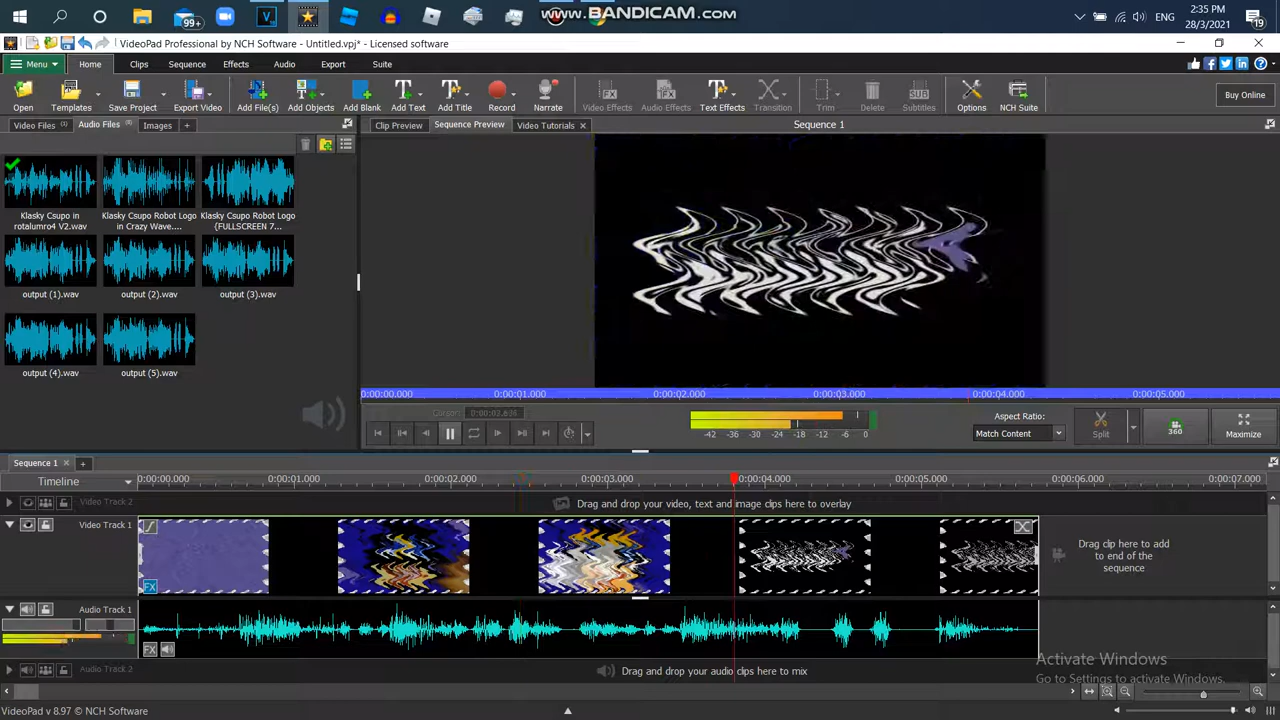 99+
V
www.BANDICAM.com
ENG
2:35 PM
28/3/2021
19
VideoPad Professional by NCH Software - Untitled.vpj* - Licensed software
Menu
Home
Clips
Sequence
Effects
Audio
Export
Suite
Open
Templates
Save Project
Export Video
Add File(s)
Add Objects
Add Blank
Add Text
Add Title
Record
Narrate
Video Effects
Audio Effects
Text Effects
Transition
Trim
Delete
Subtitles
Options
NCH Suite
Buy Online
Video Files
Audio Files
Images
+
Clip Preview
Sequence Preview
Video Tutorials
Sequence 1
Klasky Csupo in
rotalumro4 V2.wav
Klasky Csupo Robot Logo
in Crazy Wave....
Klasky Csupo Robot Logo
{FULLSCREEN 7...
output (1).wav
output (2).wav
output (3).wav
output (4).wav
output (5).wav
0:00:00.000
0:00:01.000
0:00:02.000
0:00:03.000
0:00:04.000
0:00:05.000
Cursor:
-42 -36 -30 -24 -18 -12 -6 0
Aspect Ratio:
Match Content
Split
360
Maximize
Sequence 1
+
Timeline
0:00:00.000
0:00:01.000
0:00:02.000
0:00:03.000
0:00:04.000
0:00:05.000
0:00:06.000
0:00:07.000
Video Track 2
Drag and drop your video, text and image clips here to overlay
Video Track 1
FX
Drag clip here to add
to end of the
sequence
Audio Track 1
FX
Audio Track 2
Drag and drop your audio clips here to mix
Activate Windows
Go to Settings to activate Windows.
VideoPad v 8.97 © NCH Software